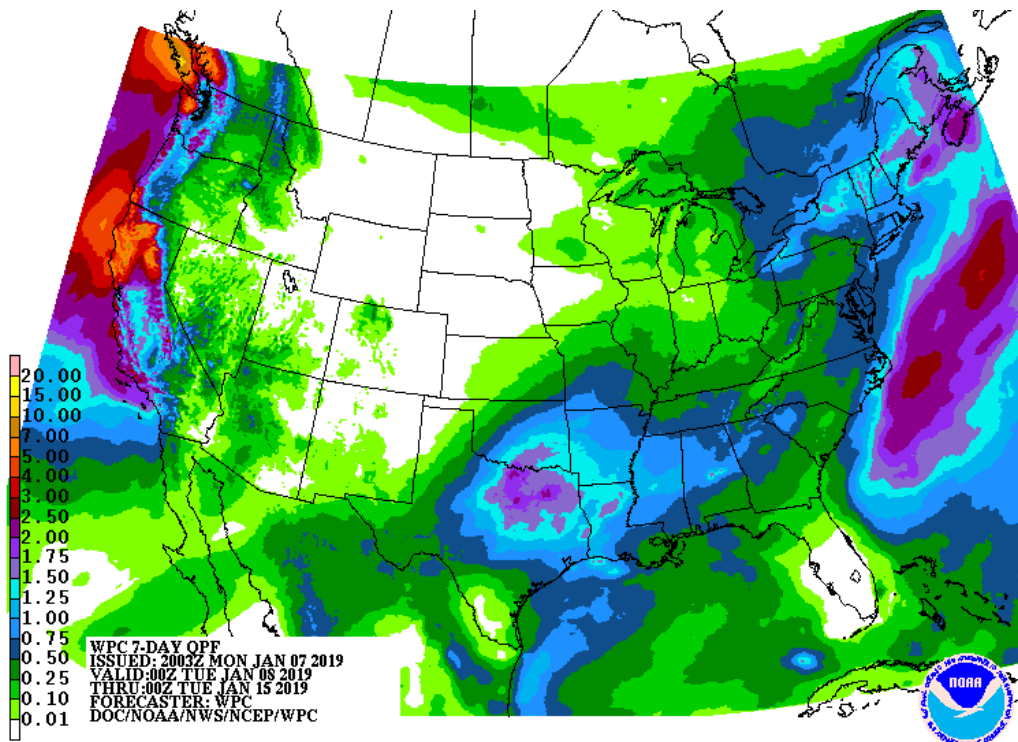 20.00
15.00
10.00
7.00
5.00
4.00
3.00
2.50
2.00
1.75
1.50
1.25
1.00
0.75
0.50
0.25
0.10
0.01
WPC 7-DAY QPF
ISSUED: 2003Z MON JAN 07 2019
VALID:00Z TUE JAN 08 2019
THRU:00Z TUE JAN 15 2019
FORECASTER: WPC
DOC/NOAA/NWS/NCEP/WPC
NOAA